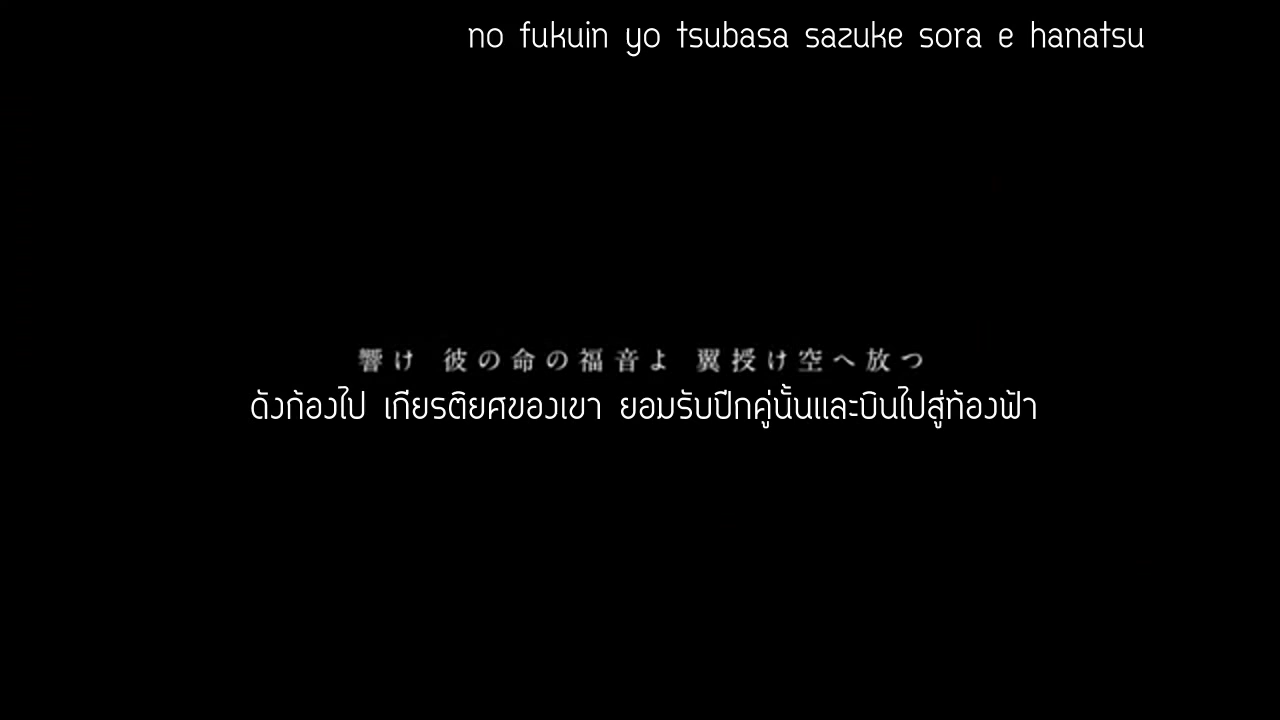 no fukuin yo tsubasa sazuke sora e hanatsu
響け 彼の命の福音よ 翼授け空へ放つ
ดังก้องไป เกียรติยศของเขา ยอมรับปีกคู่นั้นและบินไปสู่ท้องฟ้า